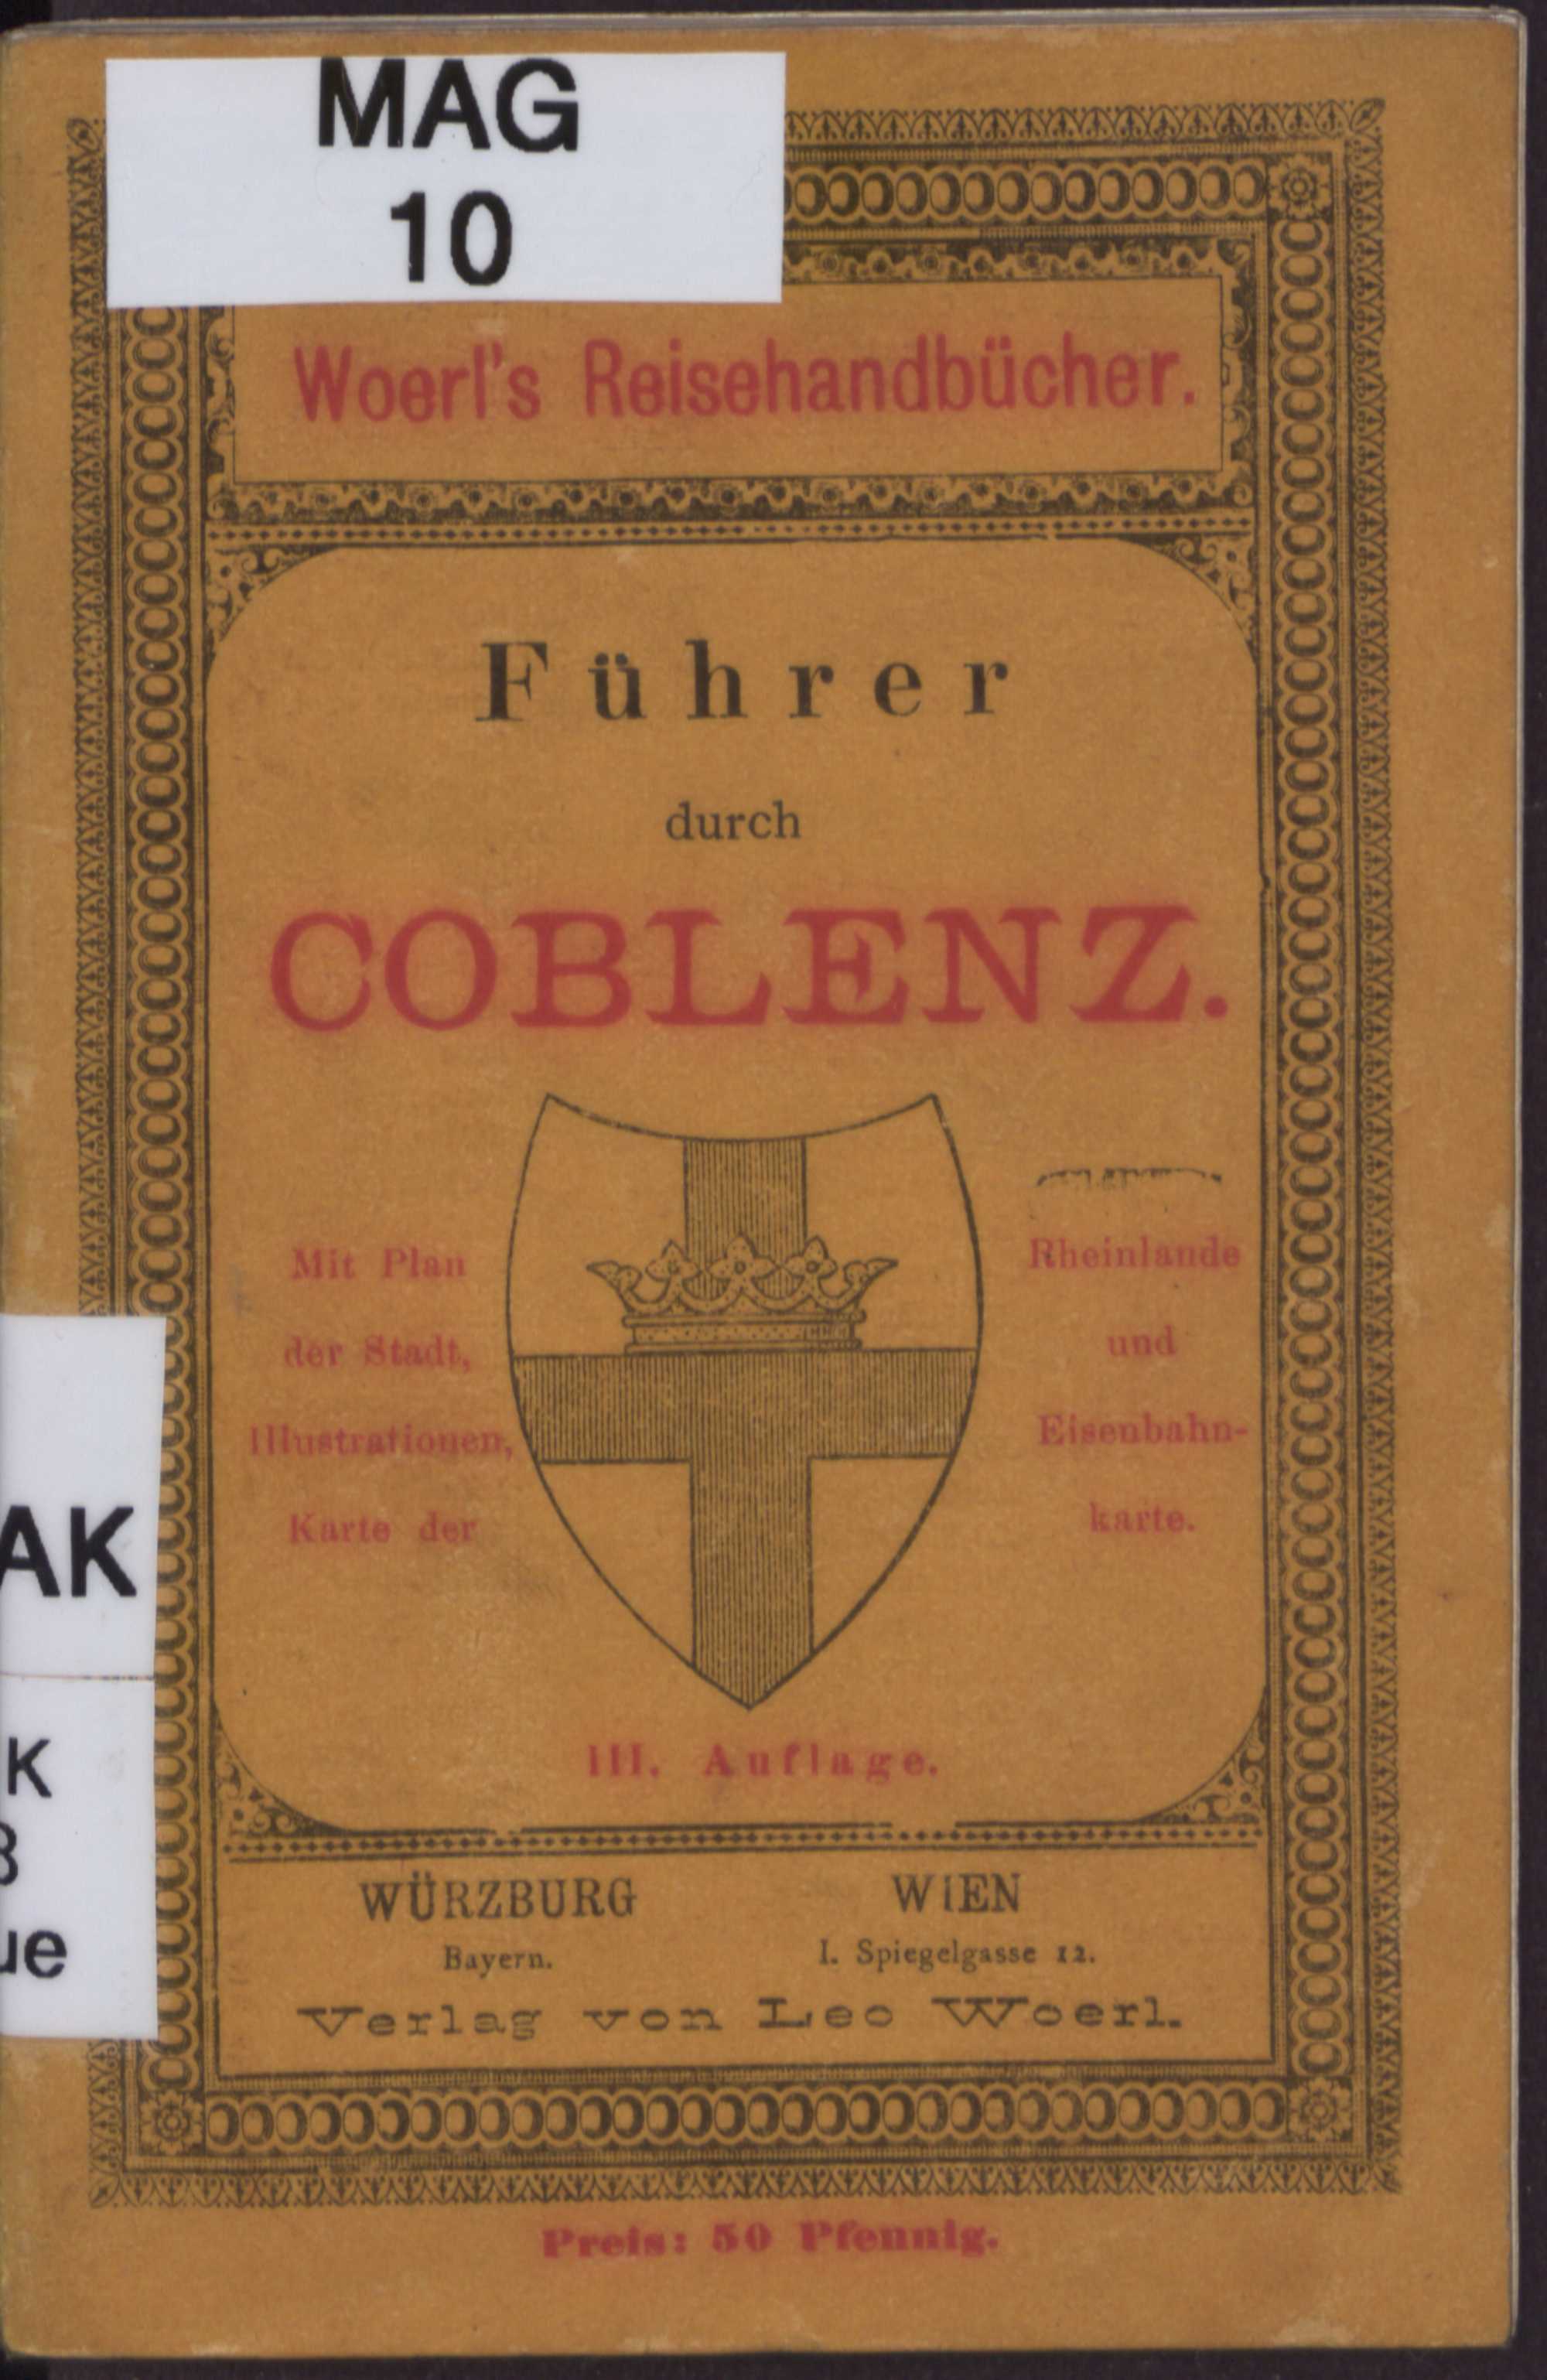 MAG
10
Woerl's Reisehandbücher.
Führer
durch
COBLENZ.
Mit Plan
der Stadt,
Illustrationen,
Karte der
Rheinlande
und
Eisenbahn-
karte.
III. Auflage.
AK
K
ue
WÜRZBURG WIEN
Bayern. I. Spiegelgasse 12.
Verlag von Leo Woerl.
Preis: 50 Pfennig.